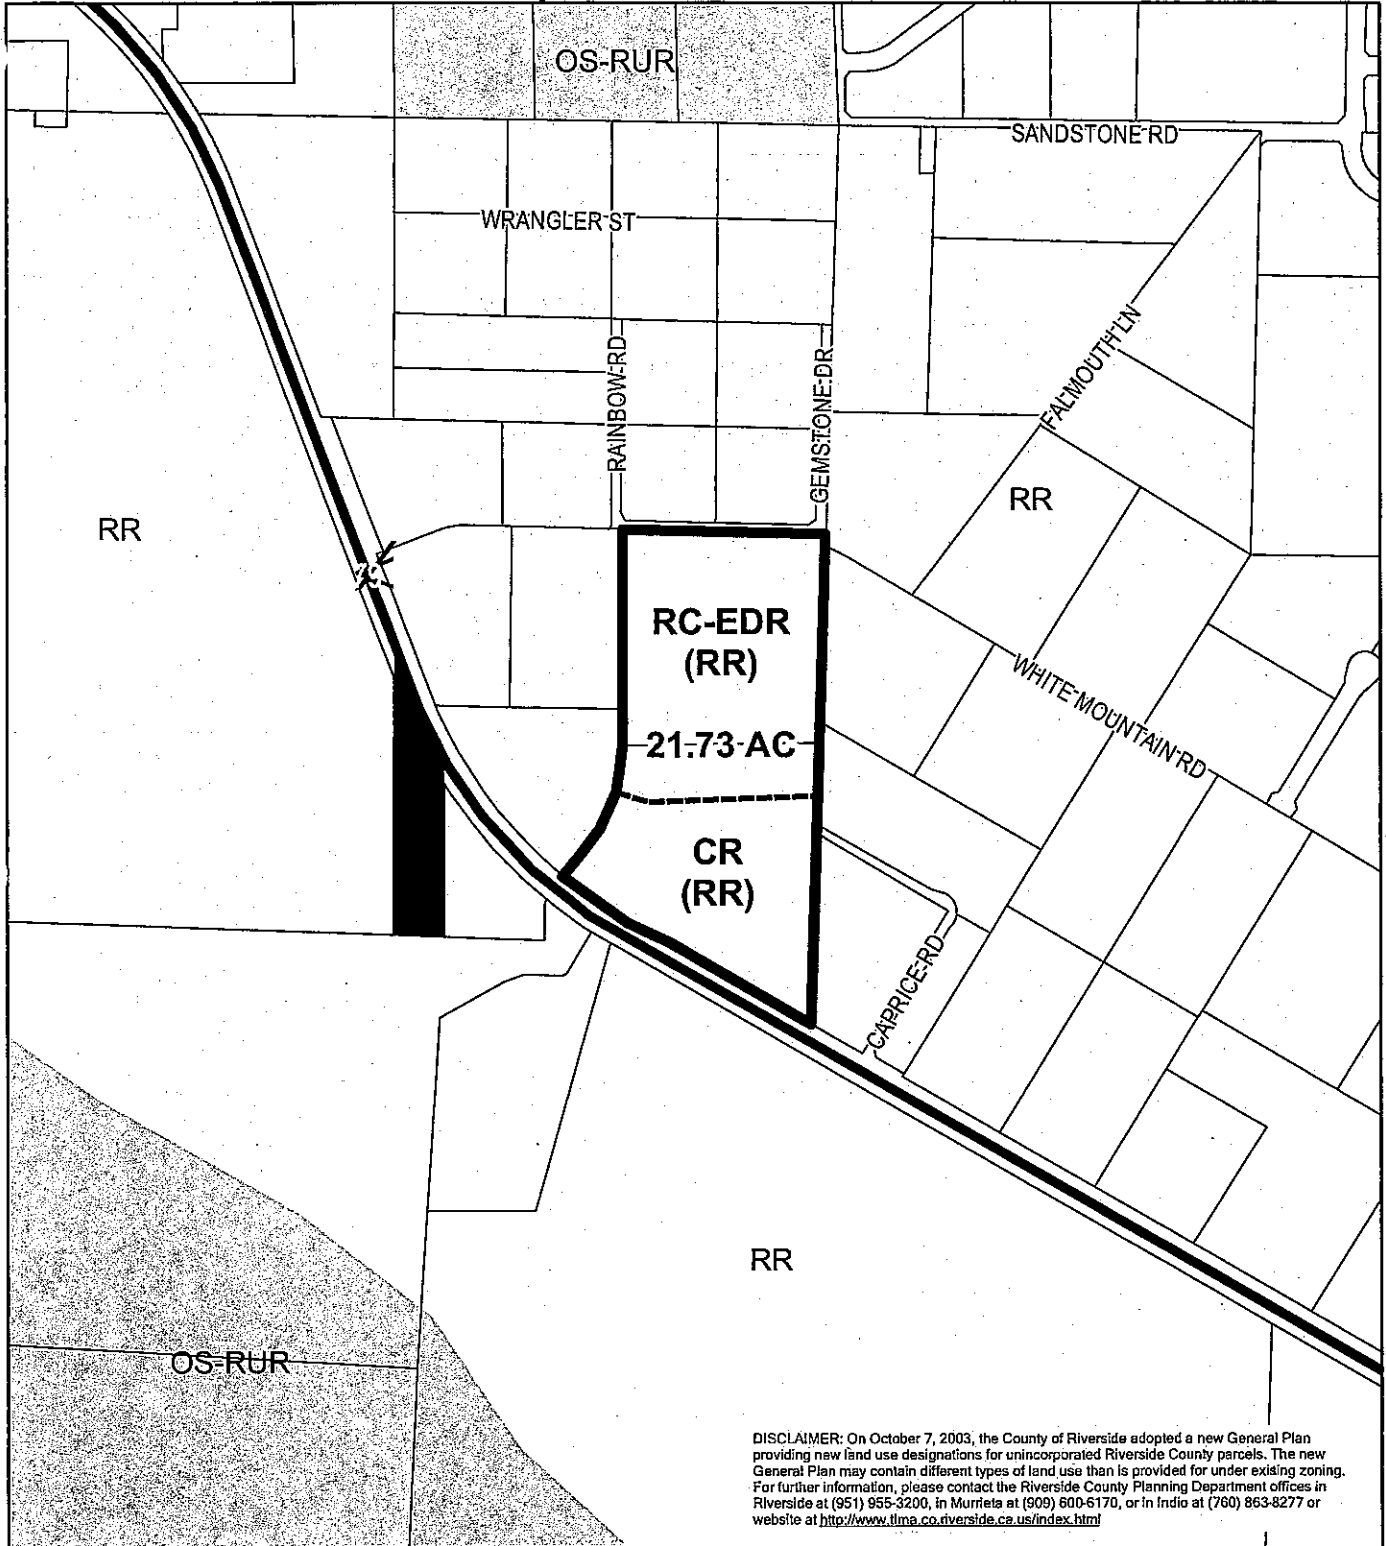 OS-RUR
SANDSTONE RD
WRANGLER ST
RAINBOW RD
GEMSTONE DR
FALMOUTH LN
RR
RR
RC-EDR
(RR)
WHITE MOUNTAIN RD
21.73 AC
CR
(RR)
CAPRICE RD
RR
OS-RUR
DISCLAIMER: On October 7, 2003, the County of Riverside adopted a new General Plan
providing new land use designations for unincorporated Riverside County parcels. The new
General Plan may contain different types of land use than is provided for under existing zoning.
For further information, please contact the Riverside County Planning Department offices in
Riverside at (951) 955-3200, in Murrieta at (909) 600-6170, or in Indio at (760) 863-8277 or
website at http://www.tlma.co.riverside.ca.us/index.html